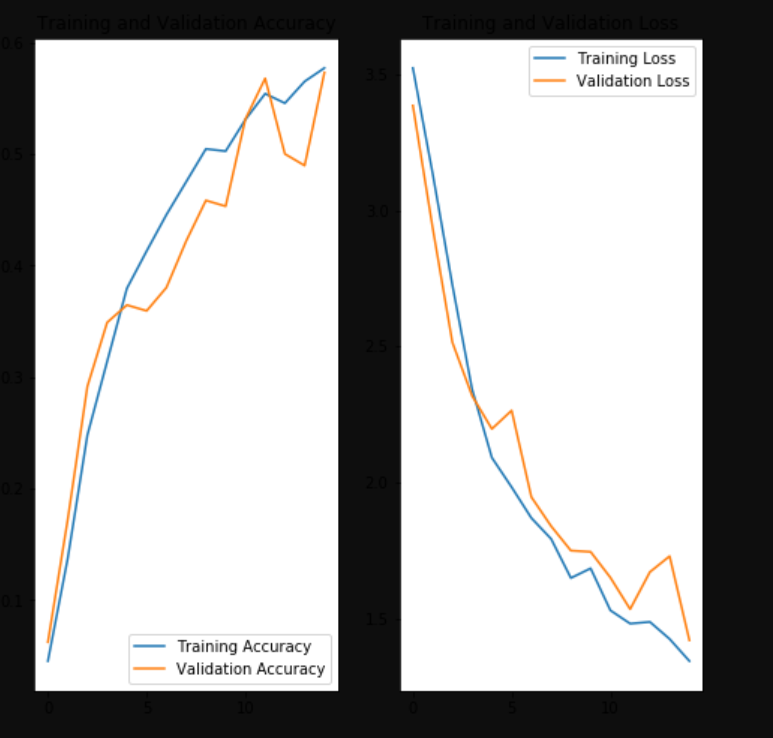 Training and Validation Accuracy
0.6
0.5
0.4
0.3
0.2
0.1
0
5
10
Training Accuracy
Validation Accuracy
Training and Validation Loss
3.5
3.0
2.5
2.0
1.5
0
5
10
Training Loss
Validation Loss